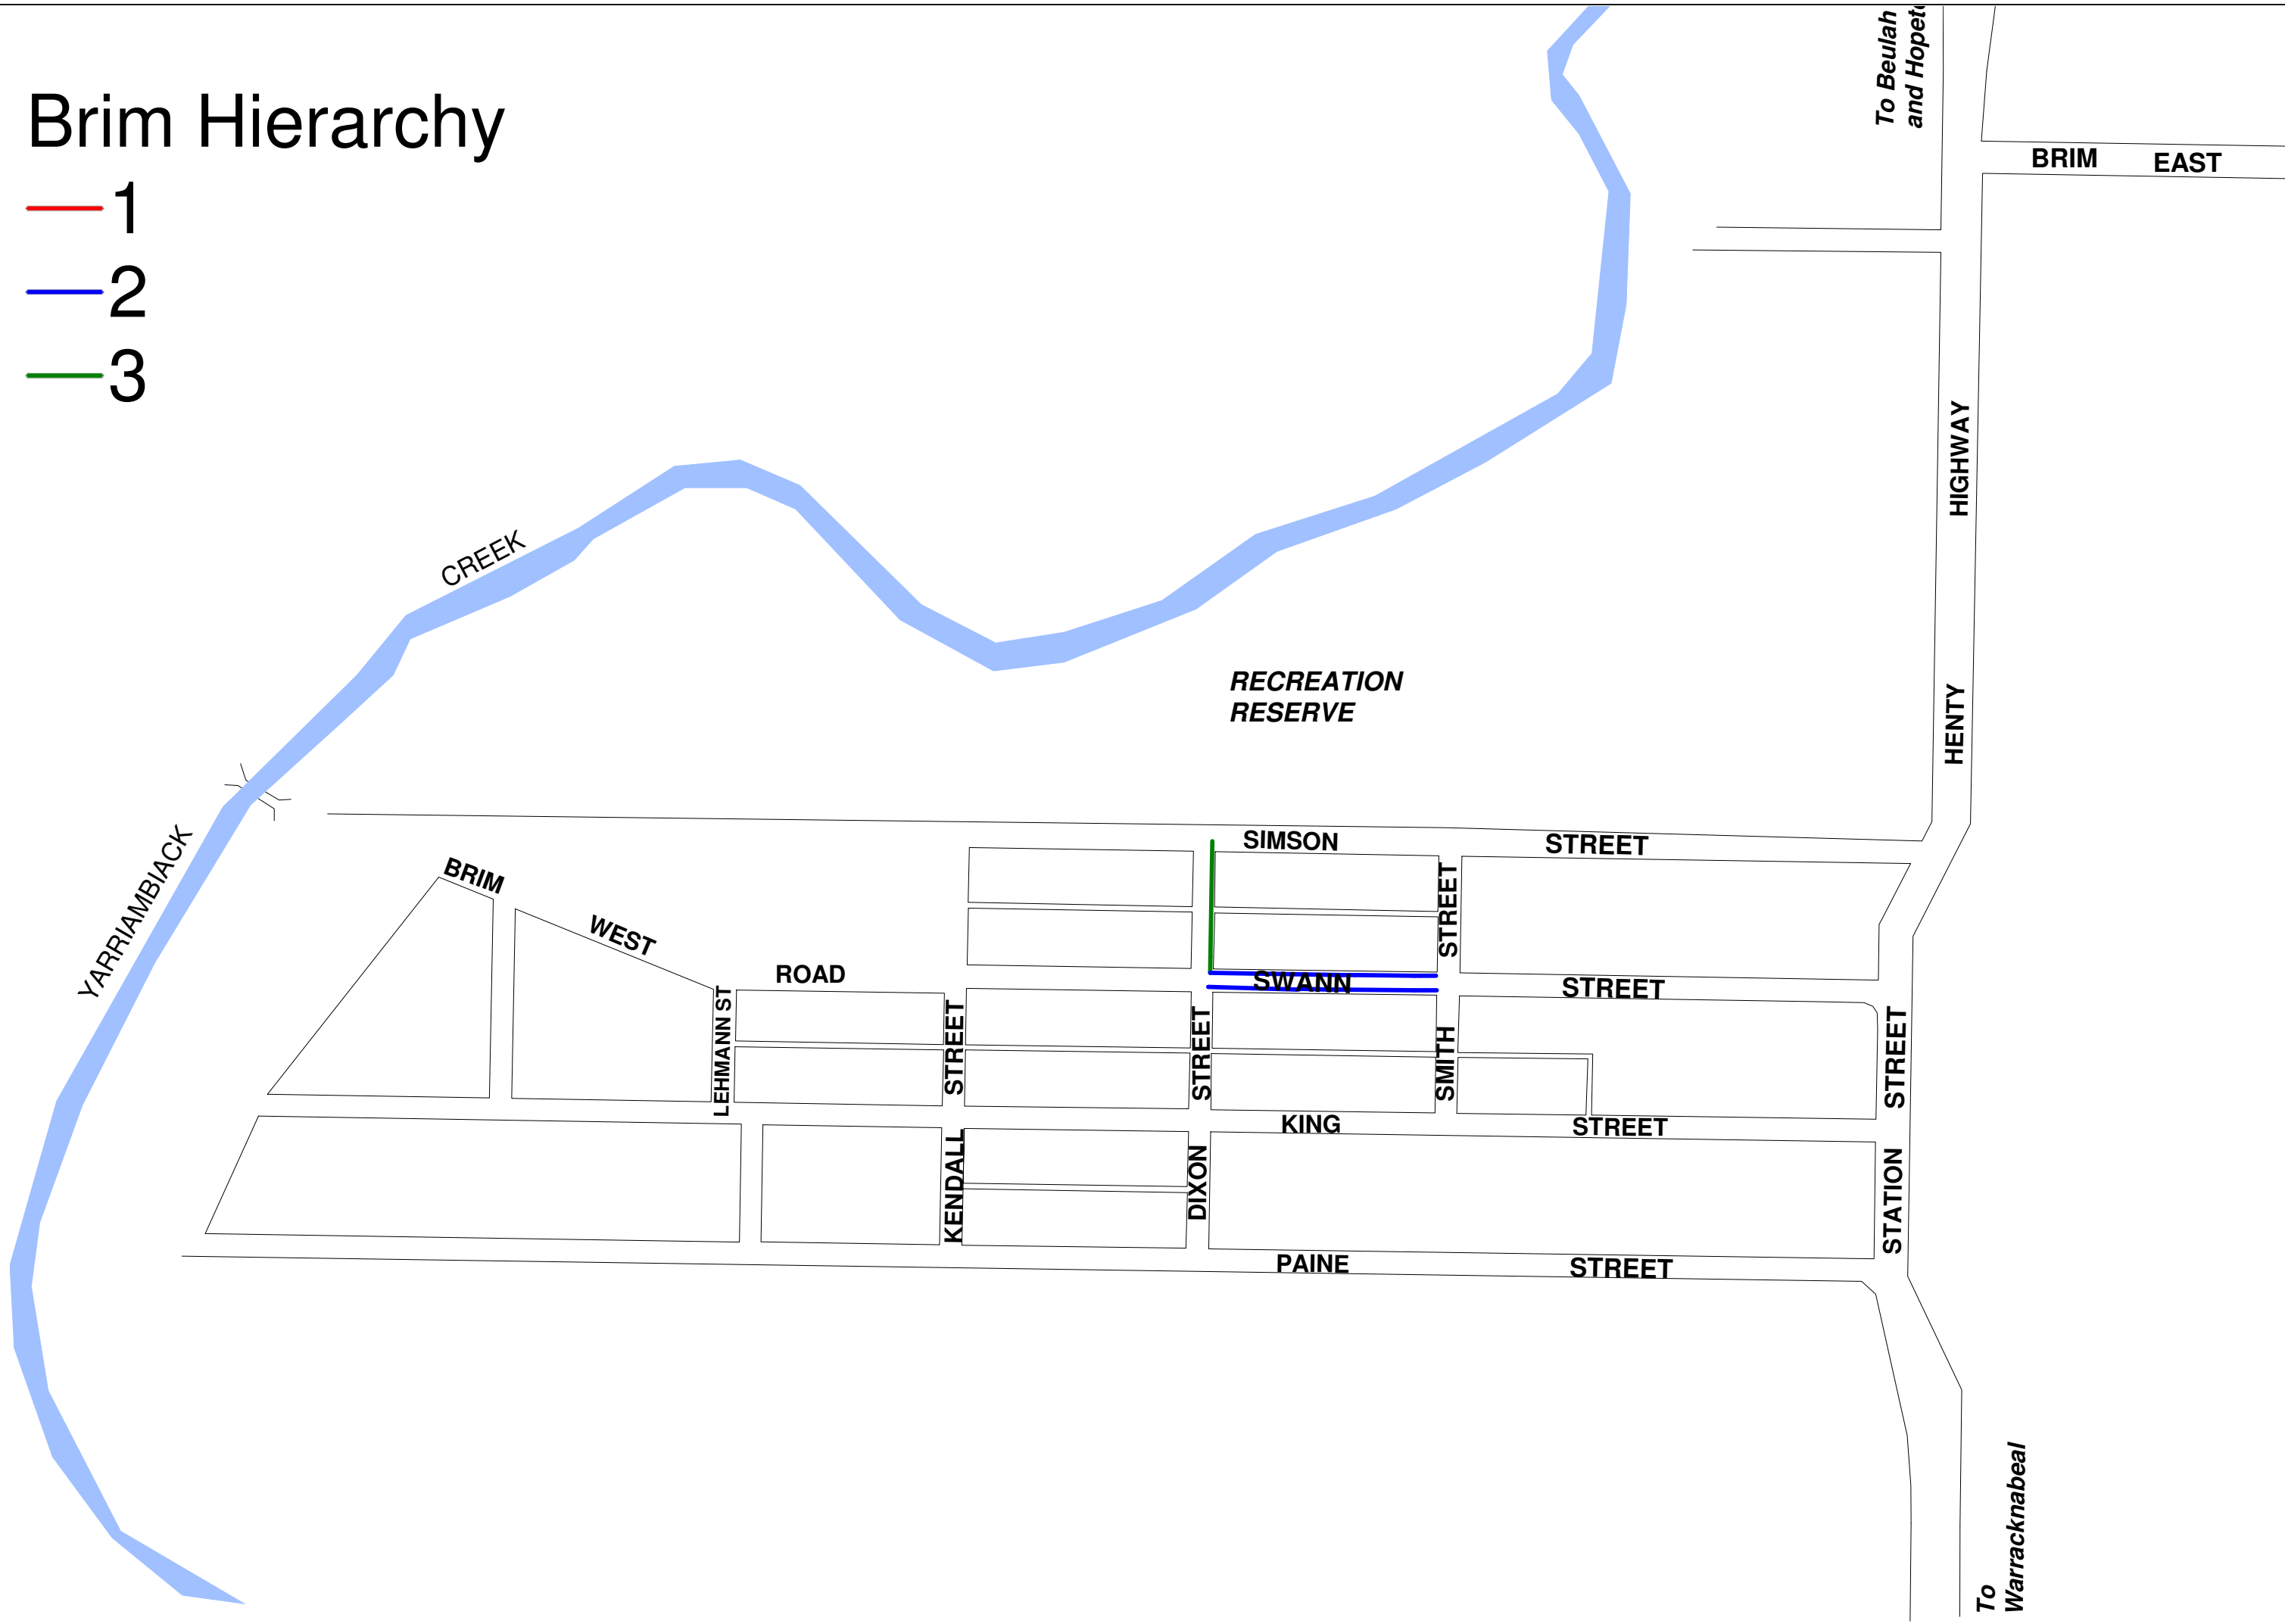 Brim Hierarchy
1
2
3
To Beulah
BRIM EAST
HIGHWAY
HENTY
CREEK
YARRIAMBIACK
RECREATION
RESERVE
SIMSON STREET
BRIM WEST ROAD
STREET
SMITH
SWANN STREET
LEHMANN ST
STREET
KENDALL
STREET
DIXON
STREET
STATION
KING STREET
PAINE STREET
To
Warracknabeal